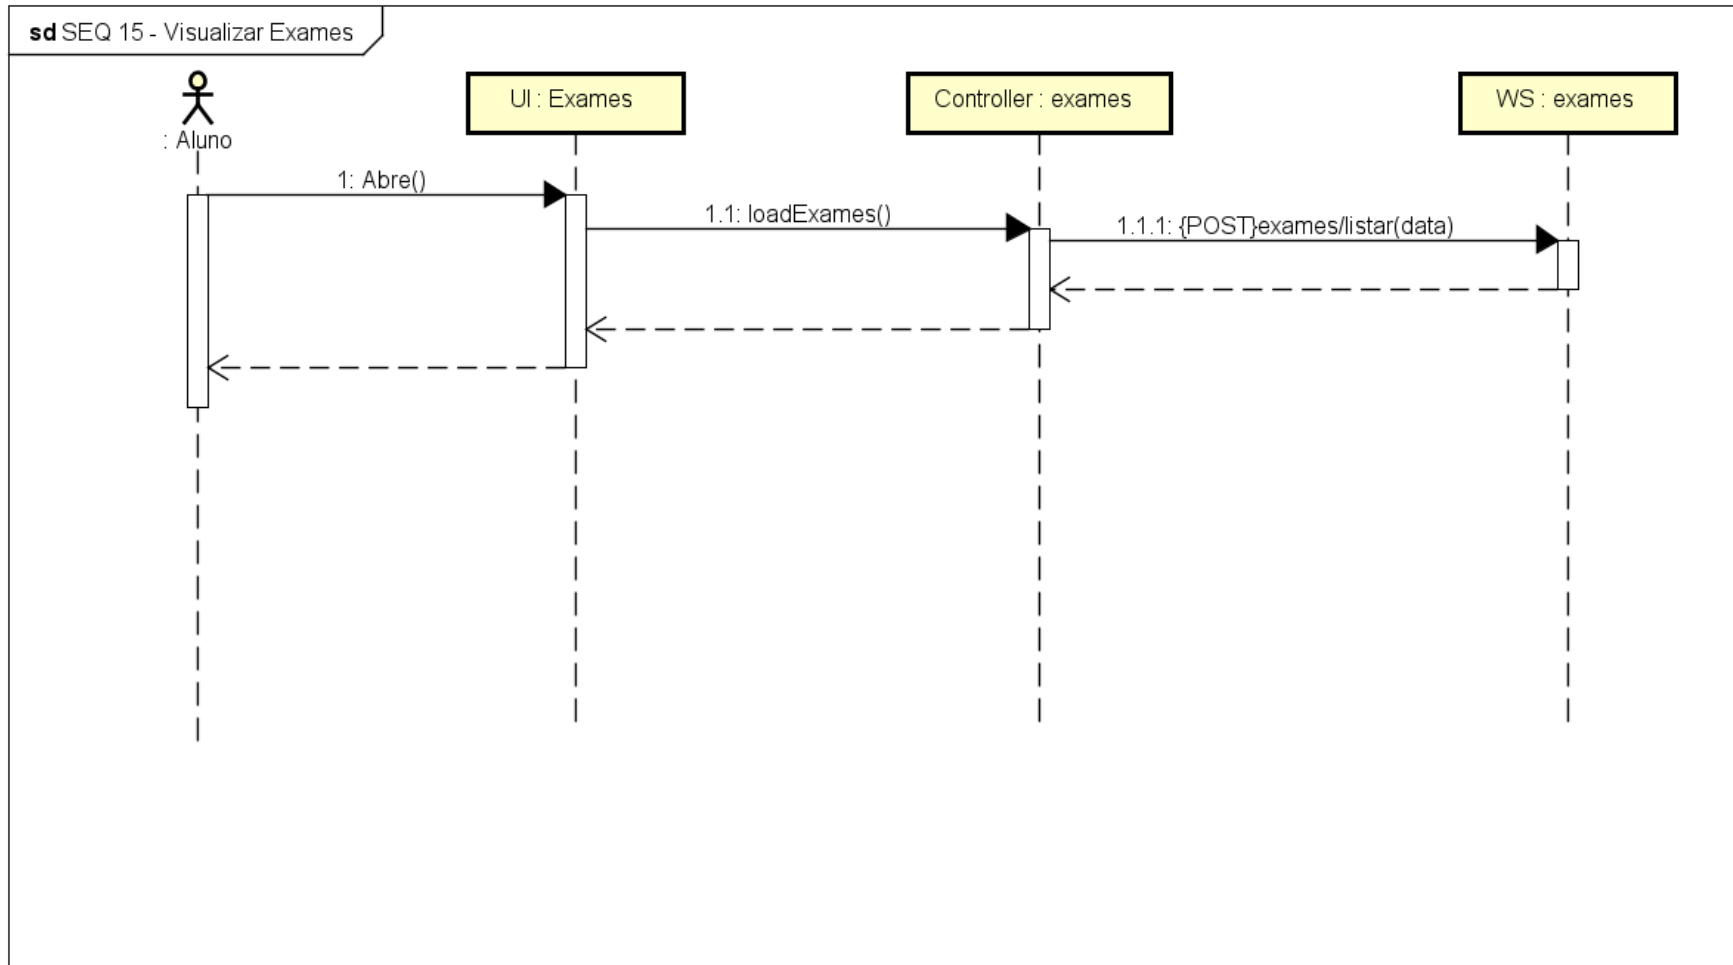 sd SEQ 15 - Visualizar Exames
: Aluno
UI : Exames
Controller : exames
WS : exames
1: Abre()
1.1: loadExames()
1.1.1: {POST}exames/listar(data)